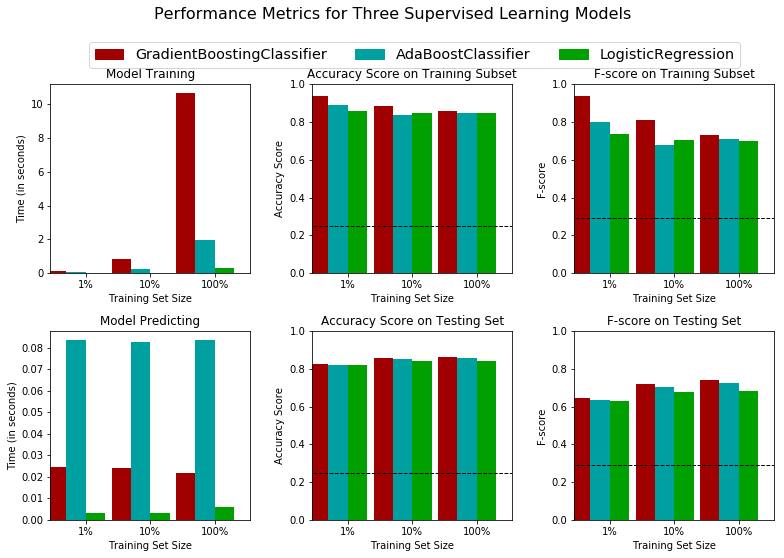 Performance Metrics for Three Supervised Learning Models
GradientBoostingClassifier AdaBoostClassifier LogisticRegression
Model Training
Time (in seconds)
10
8
6
4
2
0
1% 10% 100%
Training Set Size
Accuracy Score on Training Subset
Accuracy Score
1.0
0.8
0.6
0.4
0.2
0.0
1% 10% 100%
Training Set Size
F-score on Training Subset
F-score
1.0
0.8
0.6
0.4
0.2
0.0
1% 10% 100%
Training Set Size
Model Predicting
Time (in seconds)
0.08
0.07
0.06
0.05
0.04
0.03
0.02
0.01
0.00
1% 10% 100%
Training Set Size
Accuracy Score on Testing Set
Accuracy Score
1.0
0.8
0.6
0.4
0.2
0.0
1% 10% 100%
Training Set Size
F-score on Testing Set
F-score
1.0
0.8
0.6
0.4
0.2
0.0
1% 10% 100%
Training Set Size